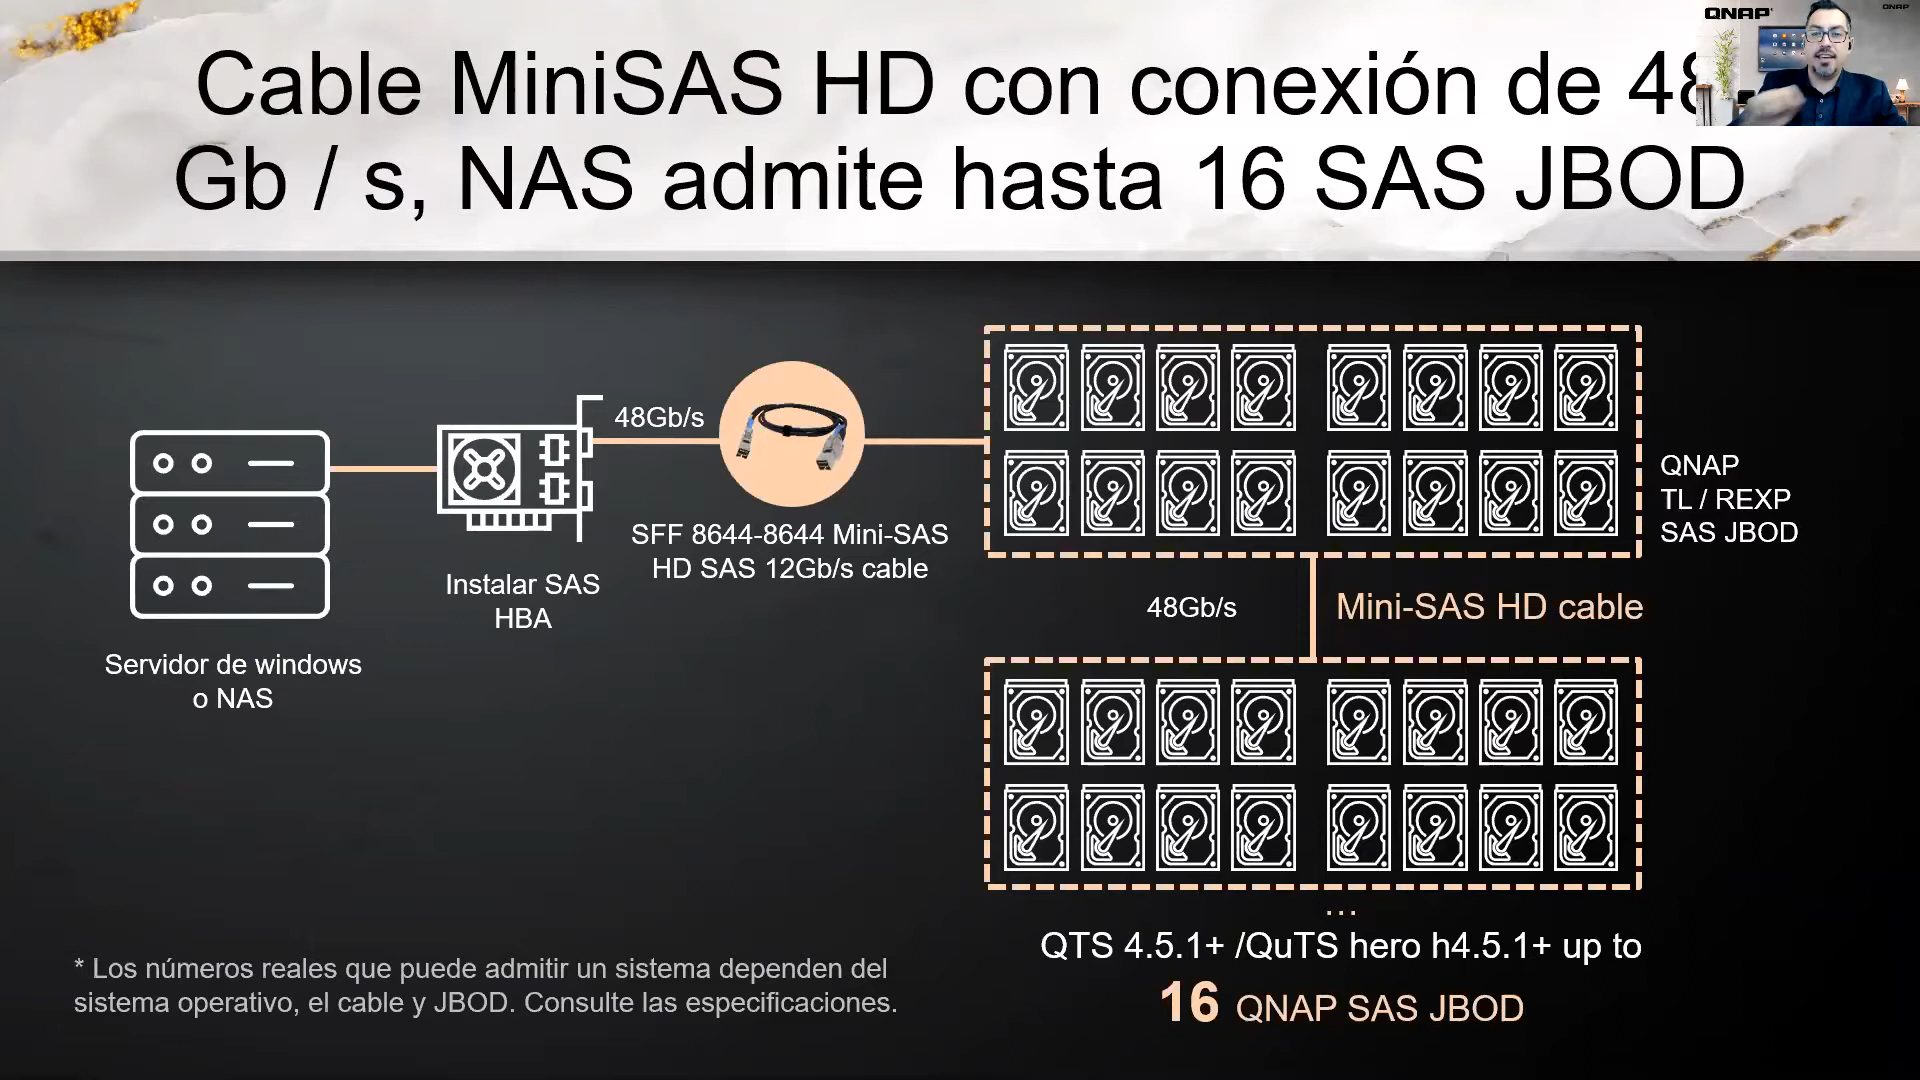 QNAP
QNAP
Cable MiniSAS HD con conexión de 48
Gb / s, NAS admite hasta 16 SAS JBOD
48Gb/s
SFF 8644-8644 Mini-SAS
HD SAS 12Gb/s cable
Instalar SAS
HBA
Servidor de windows
o NAS
QNAP
TL / REXP
SAS JBOD
48Gb/s
Mini-SAS HD cable
...
QTS 4.5.1+ /QuTS hero h4.5.1+ up to
16 QNAP SAS JBOD
* Los números reales que puede admitir un sistema dependen del
sistema operativo, el cable y JBOD. Consulte las especificaciones.